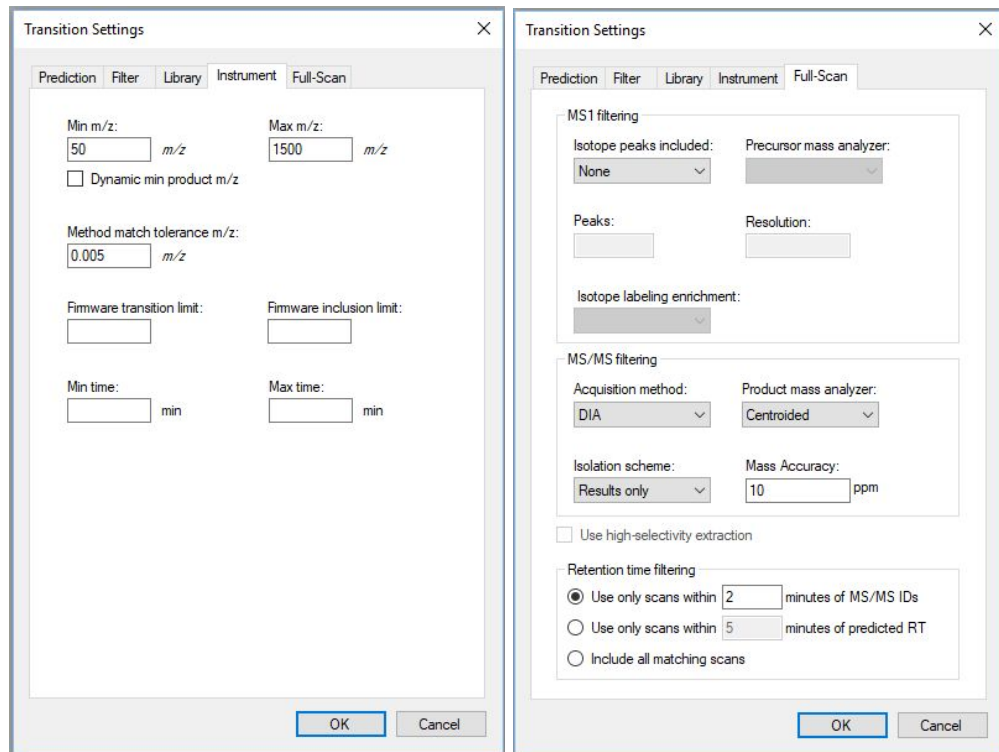 Transition Settings
Prediction Filter Library Instrument Full-Scan
Min m/z: Max m/z:
50 m/z 1500 m/z
Dynamic min product m/z
Method match tolerance m/z:
0.005 m/z
Firmware transition limit: Firmware inclusion limit:
Min time: Max time:
min min
OK Cancel
Transition Settings
Prediction Filter Library Instrument Full-Scan
MS1 filtering
Isotope peaks included: Precursor mass analyzer:
None
Peaks: Resolution:
Isotope labeling enrichment:
MS/MS filtering
Acquisition method: Product mass analyzer:
DIA Centroided
Isolation scheme: Mass Accuracy:
Results only 10 ppm
Use high-selectivity extraction
Retention time filtering
Use only scans within 2 minutes of MS/MS IDs
Use only scans within 5 minutes of predicted RT
Include all matching scans
OK Cancel